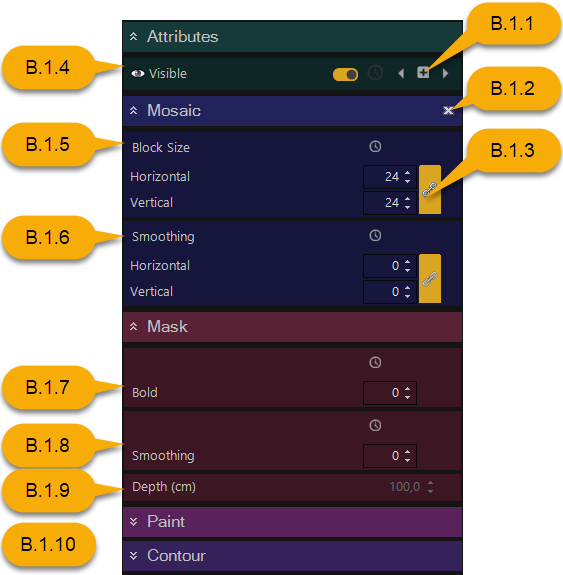 Attributes
B.1.1
B.1.4
Visible
B.1.2
Mosaic
B.1.5
Block Size
B.1.3
Horizontal 24
Vertical 24
B.1.6
Smoothing
Horizontal 0
Vertical 0
Mask
B.1.7
Bold 0
B.1.8
Smoothing 0
B.1.9
Depth (cm) 100,0
Paint
B.1.10
Contour